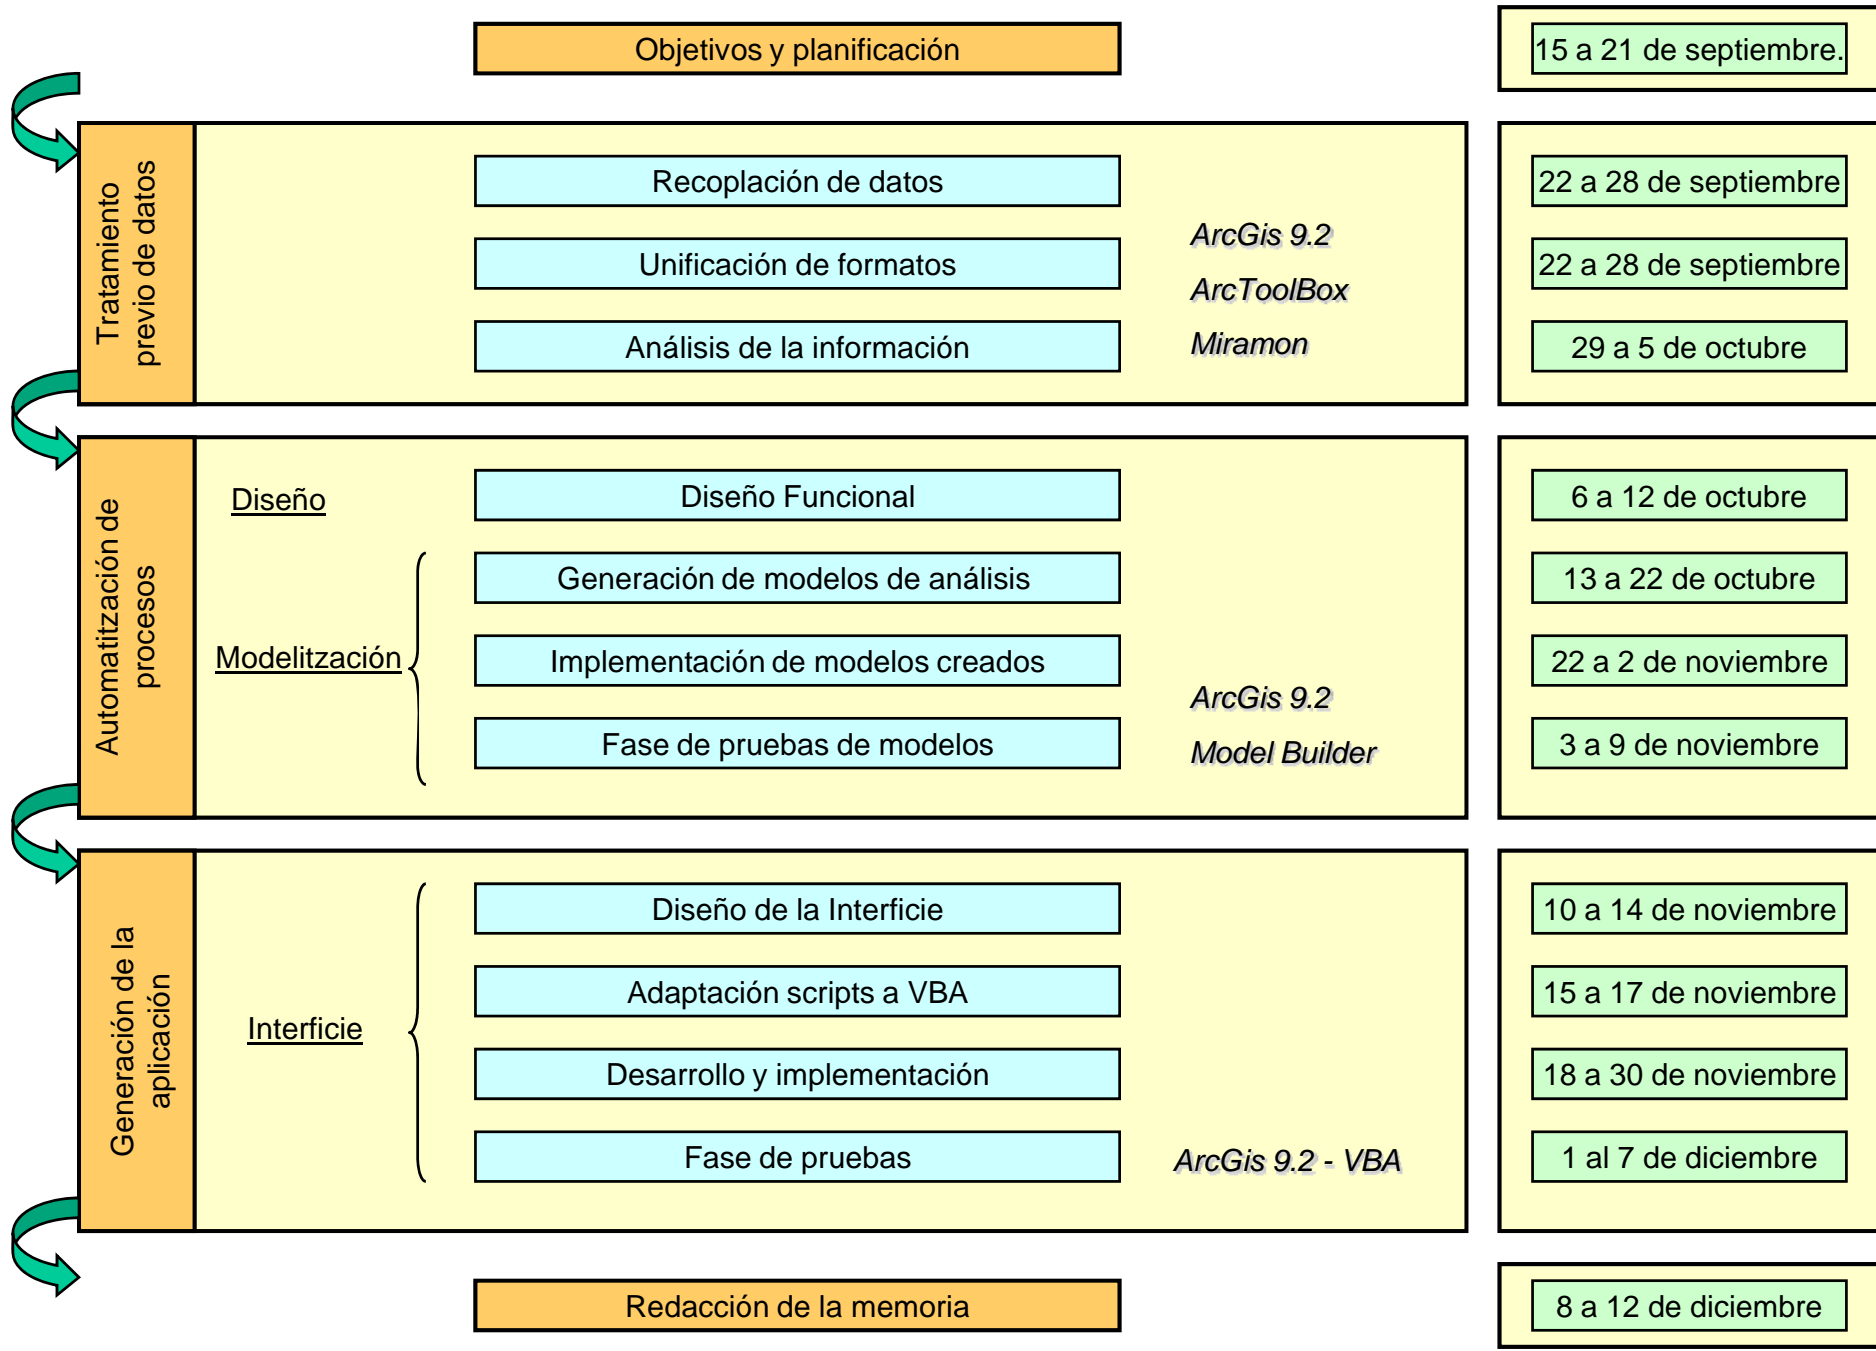 Objetivos y planificación
15 a 21 de septiembre.
Tratamiento
previo de datos
Recoplación de datos
22 a 28 de septiembre
Unificación de formatos
22 a 28 de septiembre
Análisis de la información
29 a 5 de octubre
ArcGis 9.2
ArcToolBox
Miramon
Automatitzación de
procesos
Diseño
Diseño Funcional
6 a 12 de octubre
Modelitzación
Generación de modelos de análisis
13 a 22 de octubre
Implementación de modelos creados
22 a 2 de noviembre
Fase de pruebas de modelos
3 a 9 de noviembre
ArcGis 9.2
Model Builder
Generación de la
aplicación
Interficie
Diseño de la Interficie
10 a 14 de noviembre
Adaptación scripts a VBA
15 a 17 de noviembre
Desarrollo y implementación
18 a 30 de noviembre
Fase de pruebas
ArcGis 9.2 - VBA
1 al 7 de diciembre
Redacción de la memoria
8 a 12 de diciembre